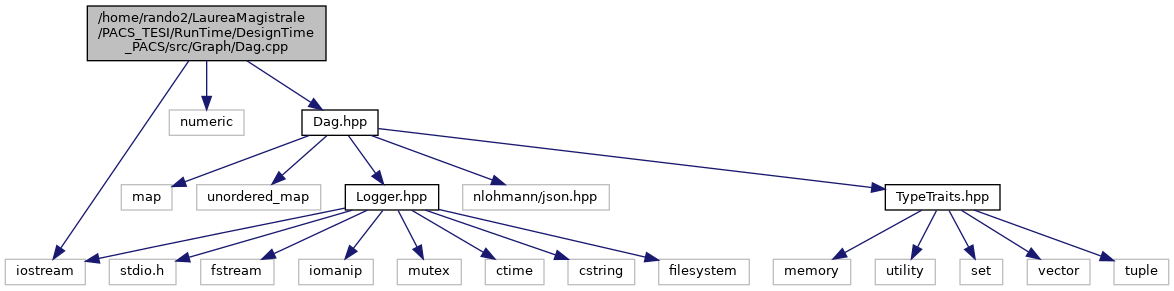 /home/rando2/LaureaMagistrale
/PACS_TESI/RunTime/DesignTime
_PACS/src/Graph/Dag.cpp
numeric
Dag.hpp
map
unordered_map
Logger.hpp
nlohmann/json.hpp
TypeTraits.hpp
iostream
stdio.h
fstream
iomanip
mutex
ctime
cstring
filesystem
memory
utility
set
vector
tuple